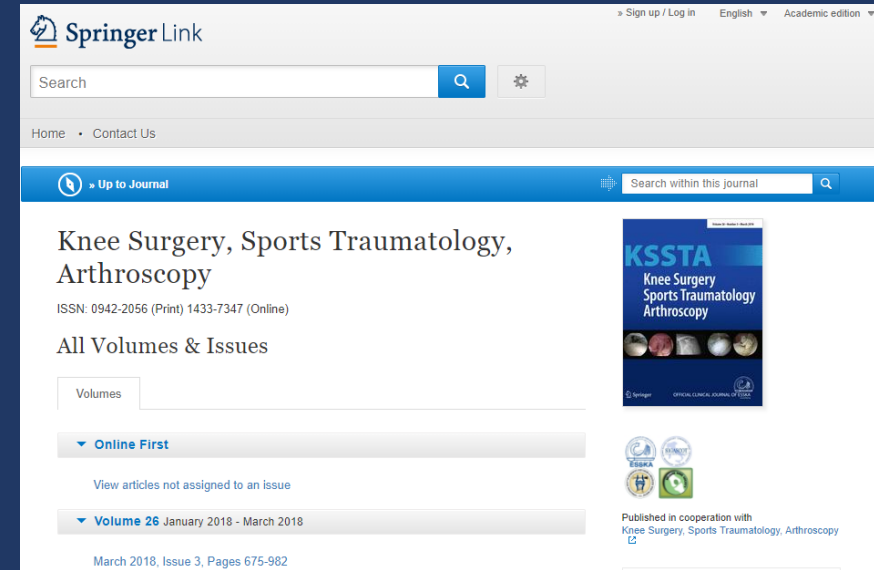 » Sign up / Log in English Academic edition
Springer Link
Search
Home • Contact Us
» Up to Journal
Search within this journal
Knee Surgery, Sports Traumatology,
Arthroscopy
ISSN: 0942-2056 (Print) 1433-7347 (Online)
All Volumes & Issues
Volumes
Online First
View articles not assigned to an issue
Volume 26 January 2018 - March 2018
March 2018, Issue 3, Pages 675-982
KSSTA
Knee Surgery
Sports Traumatology
Arthroscopy
Springer OFFICIAL CLINICAL JOURNAL OF ESSKA
ESSKA
Published in cooperation with
Knee Surgery, Sports Traumatology, Arthroscopy